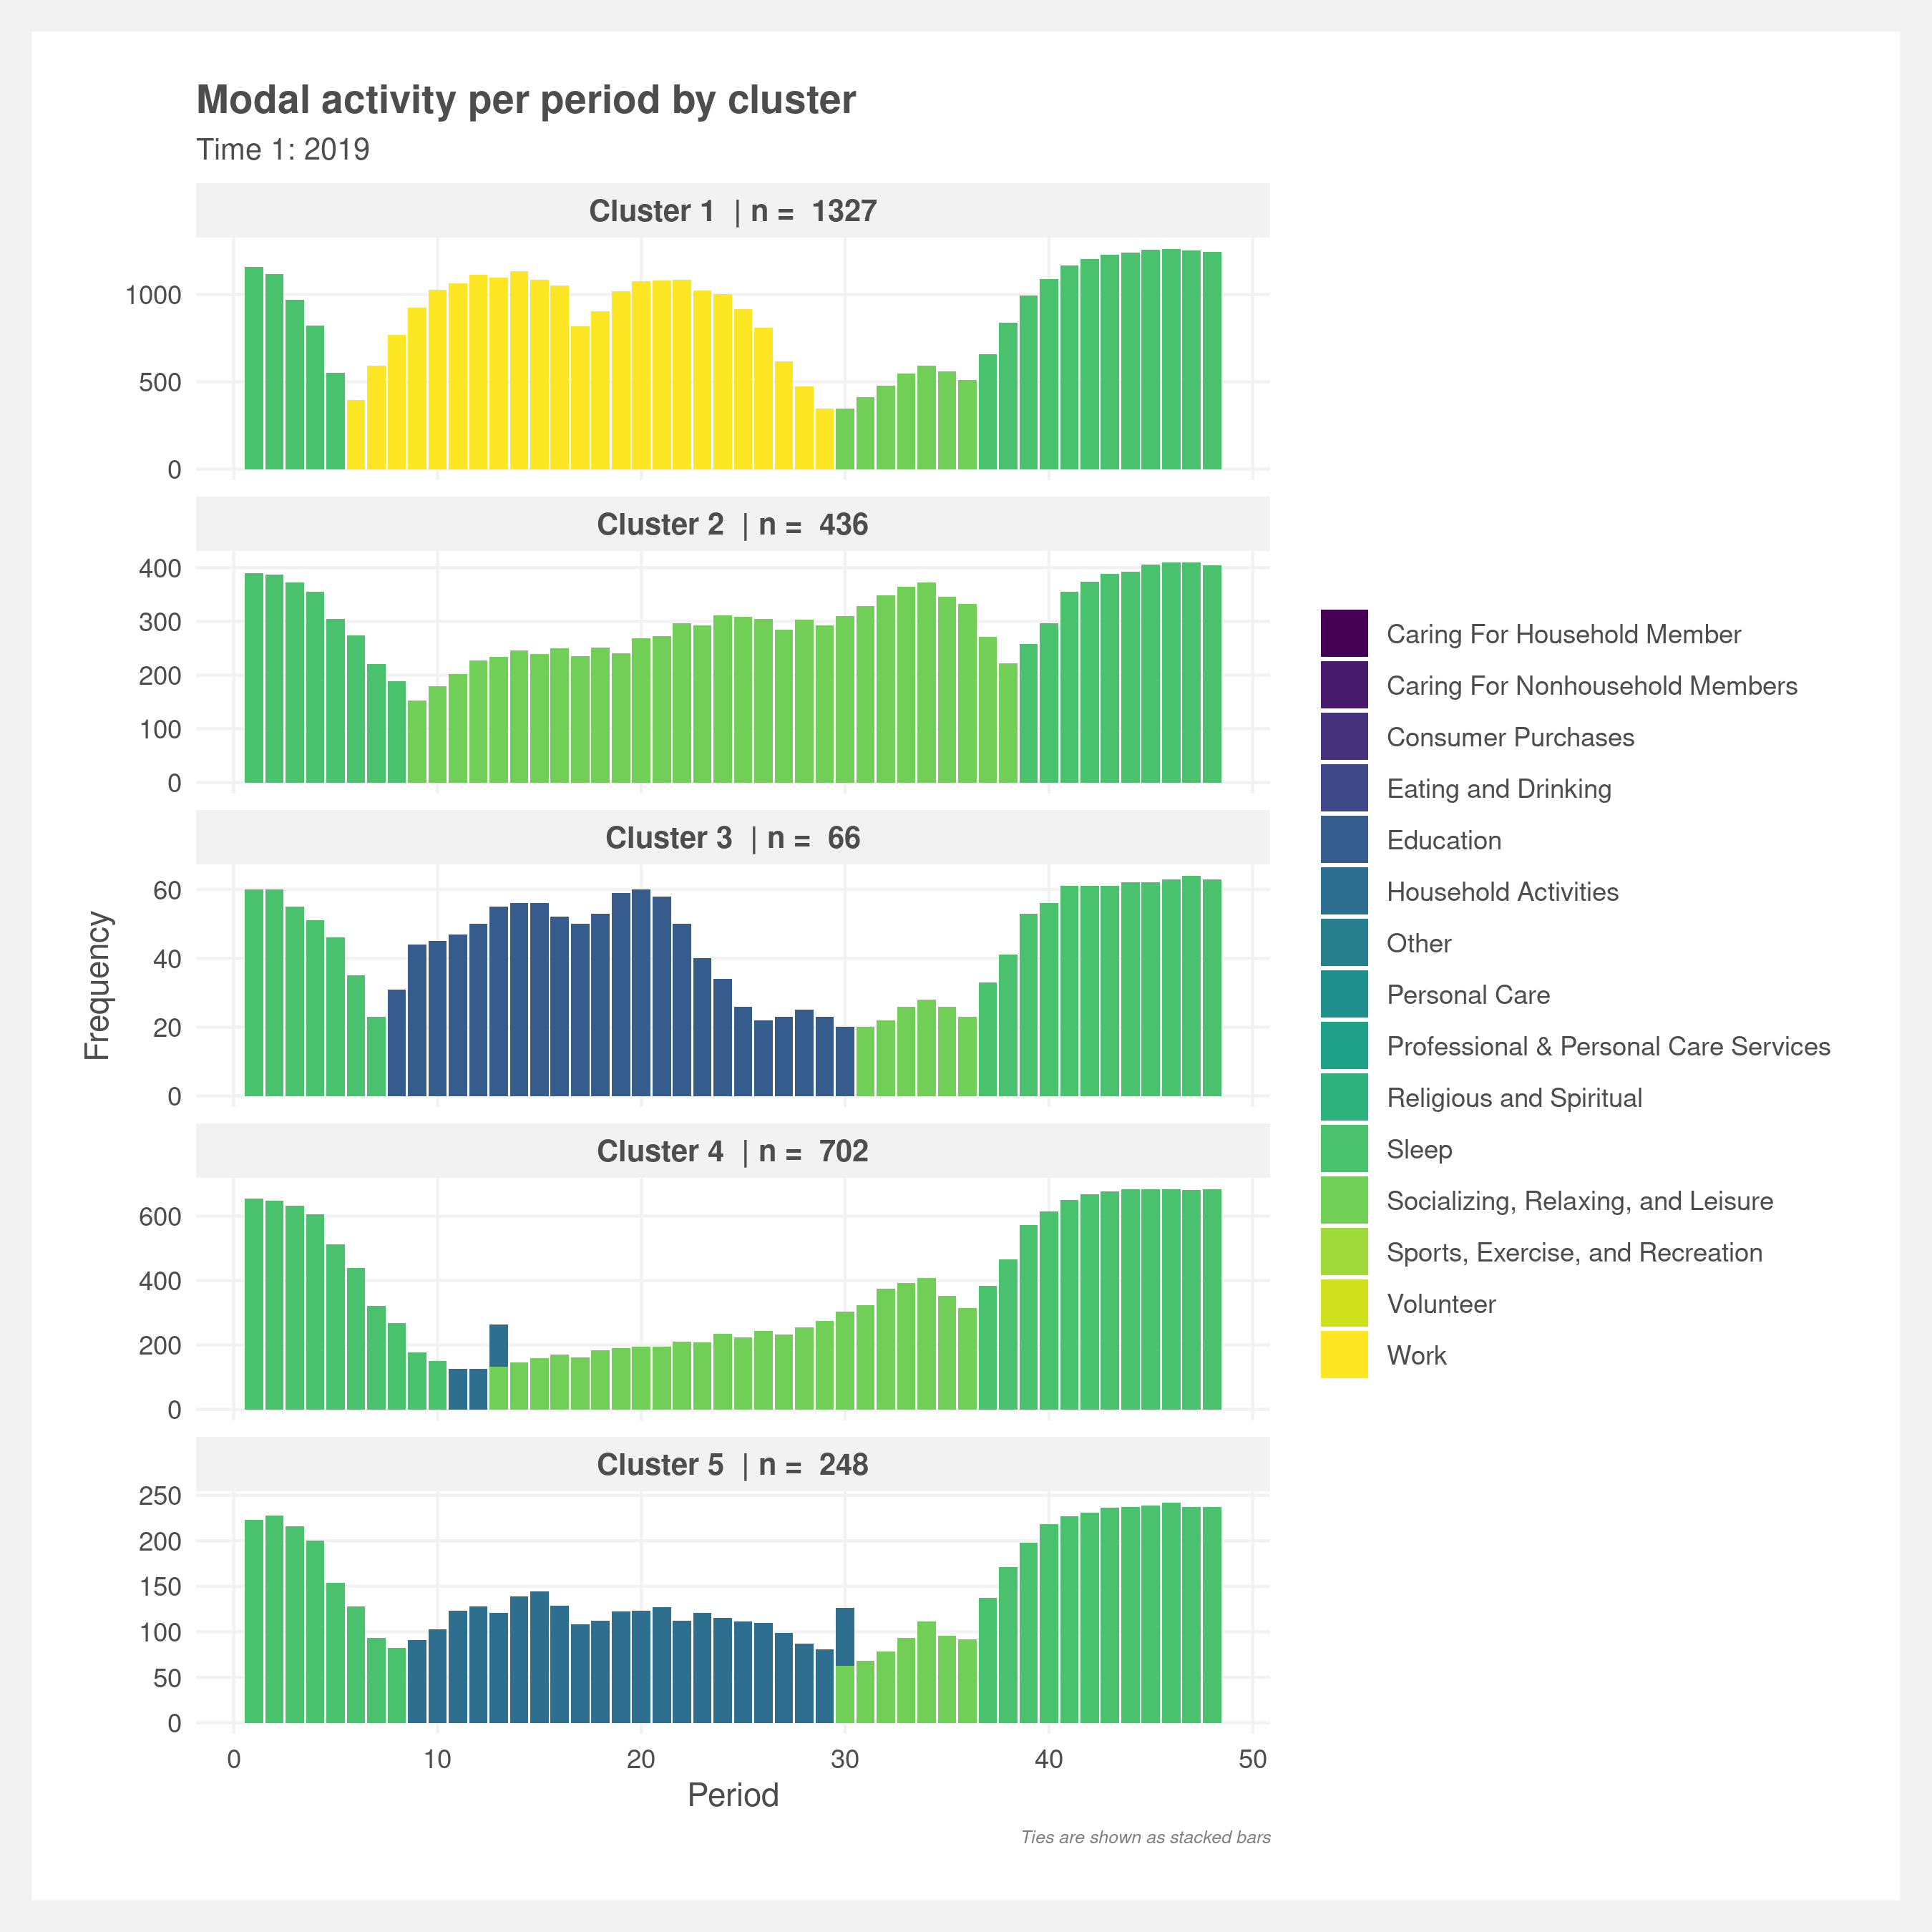 Modal activity per period by cluster
Time 1: 2019
Cluster 1 | n = 1327
1000
500
0
Cluster 2 | n = 436
400
300
200
100
0
Cluster 3 | n = 66
60
40
20
0
Cluster 4 | n = 702
600
400
200
0
Cluster 5 | n = 248
250
200
150
100
50
0
0 10 20 30 40 50
Period
Frequency
Caring For Household Member
Caring For Nonhousehold Members
Consumer Purchases
Eating and Drinking
Education
Household Activities
Other
Personal Care
Professional & Personal Care Services
Religious and Spiritual
Sleep
Socializing, Relaxing, and Leisure
Sports, Exercise, and Recreation
Volunteer
Work
Ties are shown as stacked bars